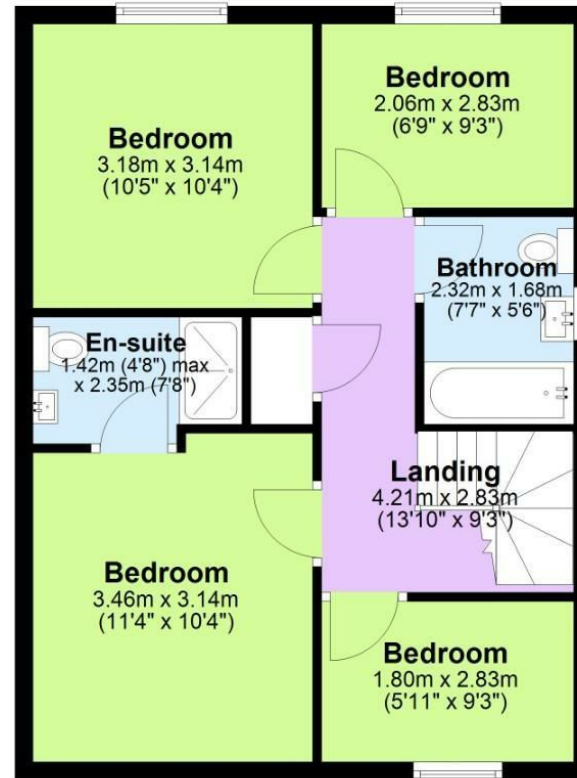 Bedroom
3.18m x 3.14m
(10'5" x 10'4")
Bedroom
2.06m x 2.83m
(6'9" x 9'3")
Bathroom
2.32m x 1.68m
(7'7" x 5'6")
En-suite
1.42m (4'8") max
x 2.35m (7'8")
Landing
4.21m x 2.83m
(13'10" x 9'3")
Bedroom
3.46m x 3.14m
(11'4" x 10'4")
Bedroom
1.80m x 2.83m
(5'11" x 9'3")